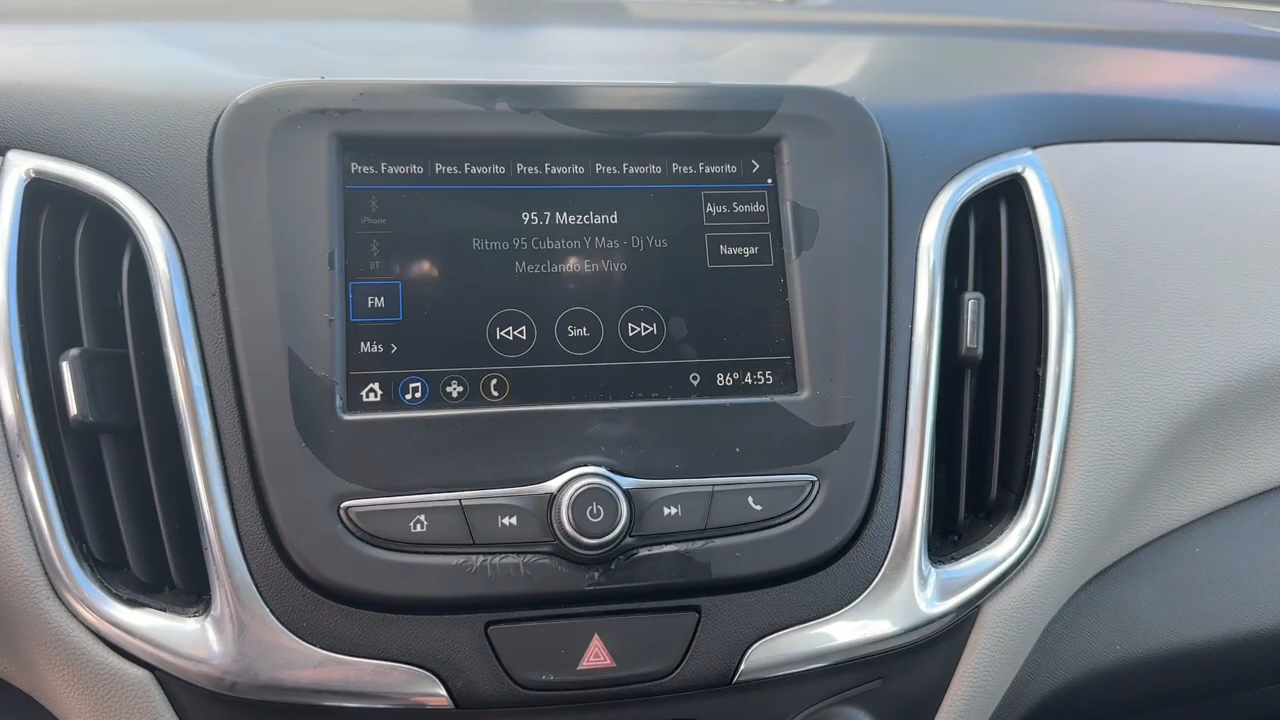 Pres. Favorito Pres. Favorito Pres. Favorito Pres. Favorito Pres. Favorito
iPhone
95.7 Mezcland
Ajus. Sonido
Ritmo 95 Cubaton Y Mas - Dj Yus
Navegar
BT
Mezclando En Vivo
FM
Sint.
Más
86° 4:55